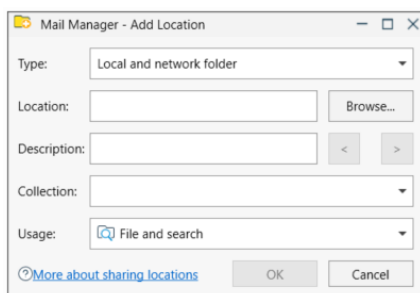 Mail Manager - Add Location
Type: Local and network folder
Location: Browse...
Description: < >
Collection:
Usage: File and search
?More about sharing locations OK Cancel